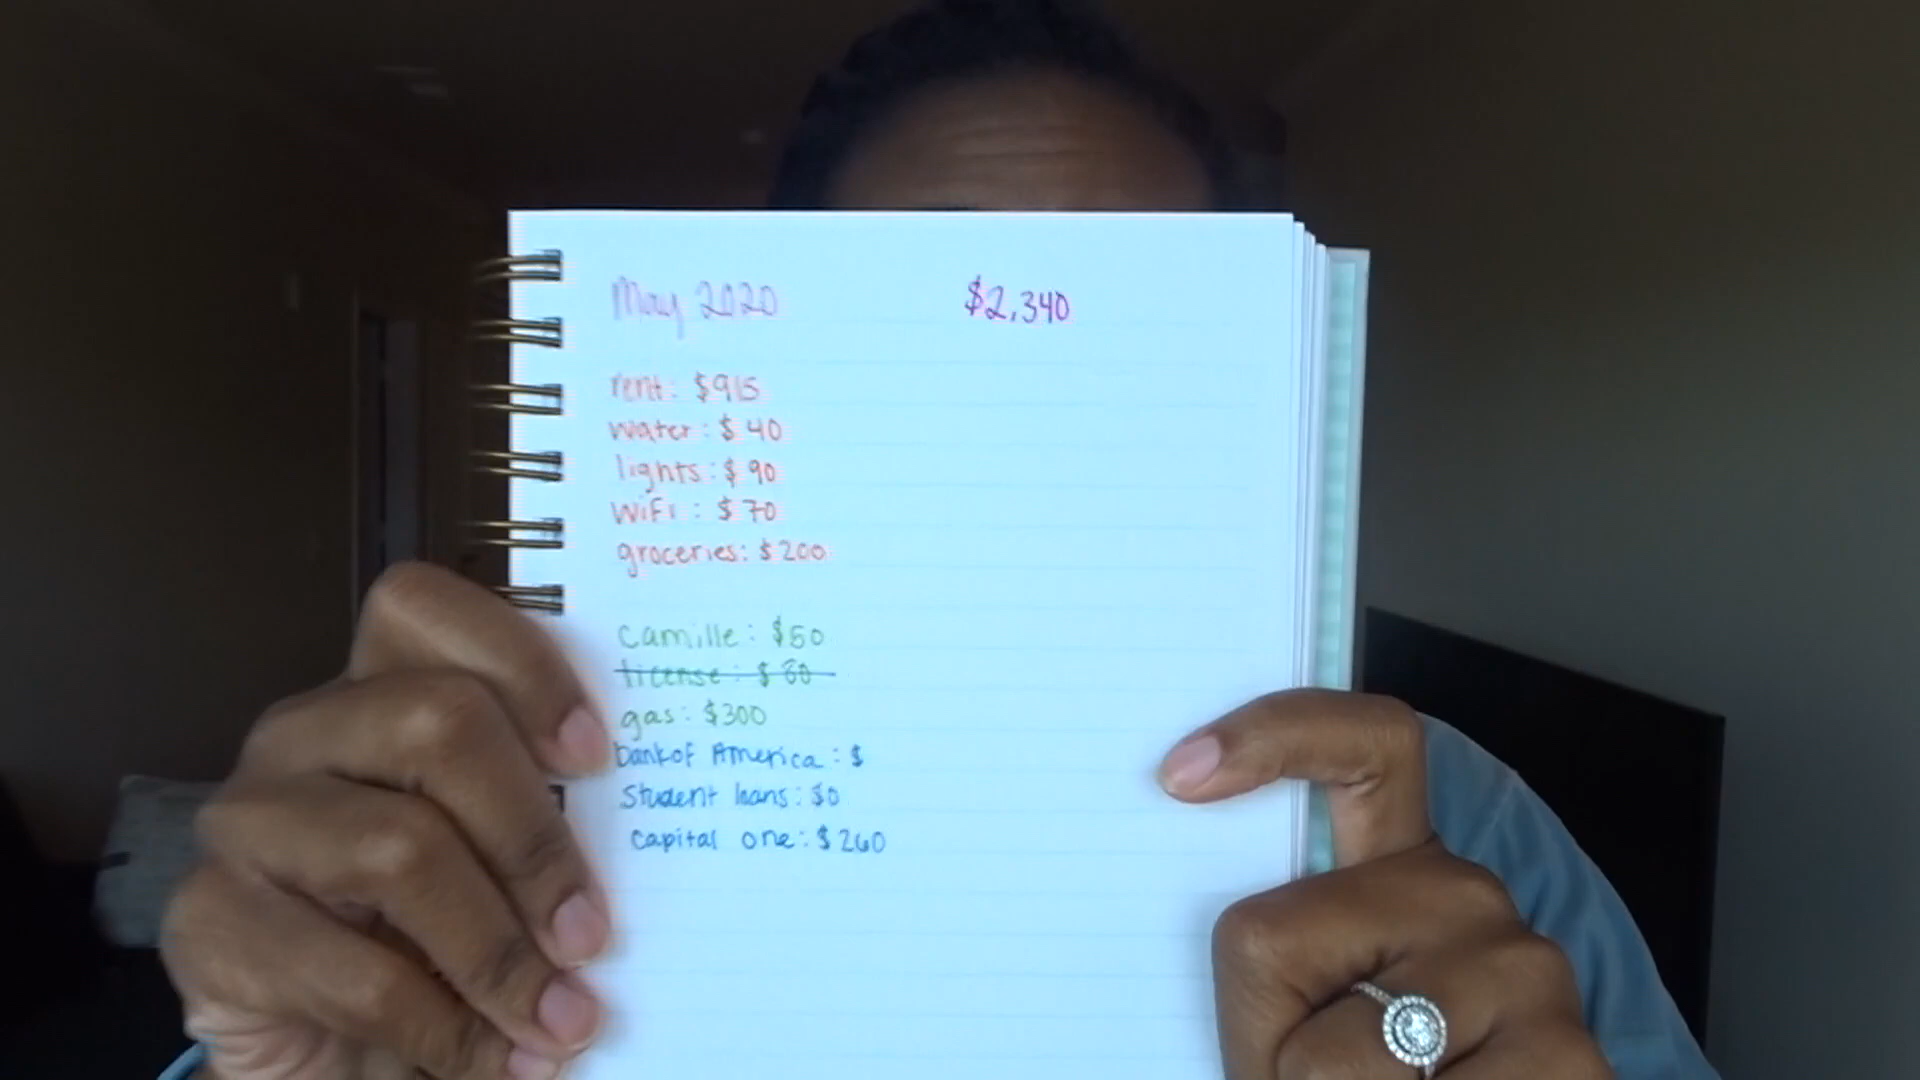 May 2020 $2,340
rent: $915
water: $40
lights: $90
WiFi: $70
groceries: $200
Camille: $50
license: $80
gas: $300
bank of America: $
Student loans: $0
capital one: $260